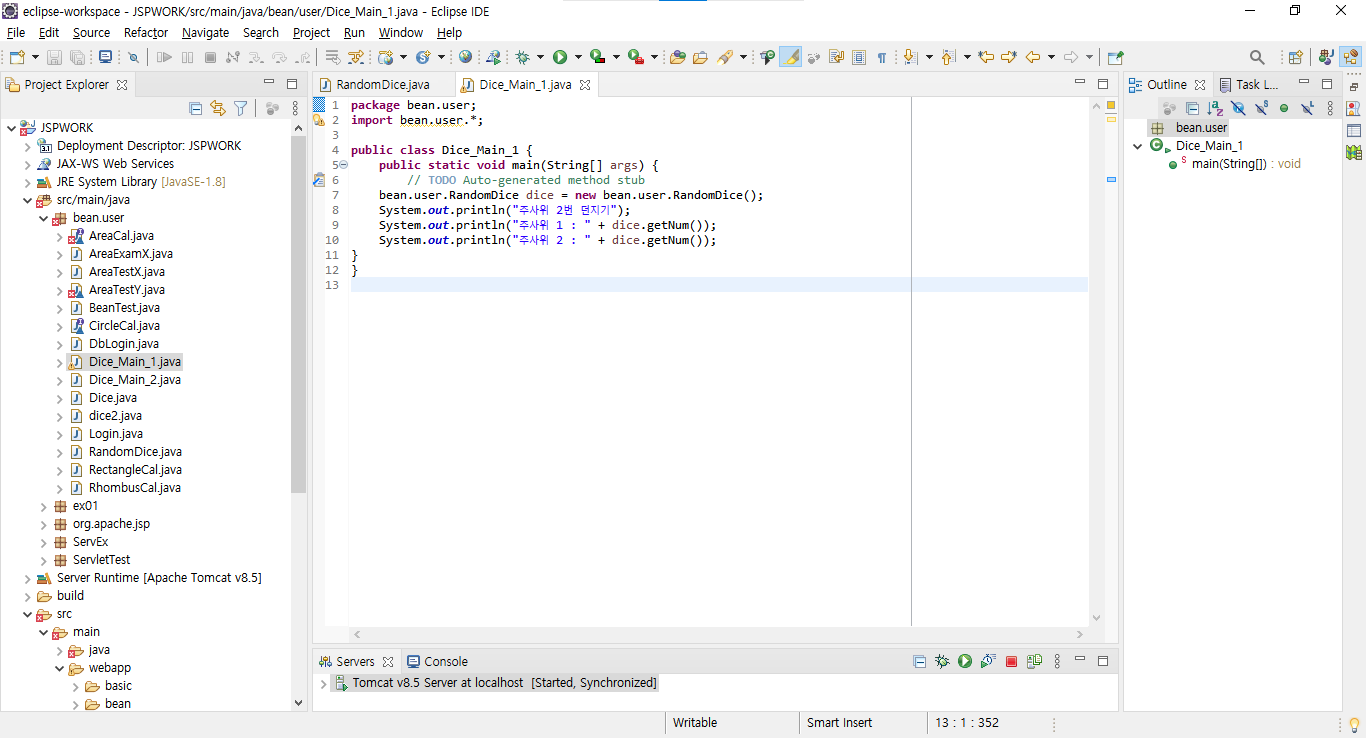 eclipse-workspace - JSPWORK/src/main/java/bean/user/Dice_Main_1.java - Eclipse IDE
File Edit Source Refactor Navigate Search Project Run Window Help
Project Explorer
JSPWORK
Deployment Descriptor: JSPWORK
JAX-WS Web Services
JRE System Library [JavaSE-1.8]
src/main/java
bean.user
AreaCal.java
AreaExamX.java
AreaTestX.java
AreaTestY.java
BeanTest.java
CircleCal.java
DbLogin.java
Dice_Main_1.java
Dice_Main_2.java
Dice.java
dice2.java
Login.java
RandomDice.java
RectangleCal.java
RhombusCal.java
ex01
org.apache.jsp
ServEx
ServletTest
Server Runtime [Apache Tomcat v8.5]
build
src
main
java
webapp
basic
bean
RandomDice.java Dice_Main_1.java
1 package bean.user;
2 import bean.user.*;
3
4 public class Dice_Main_1 {
5 public static void main(String[] args) {
6 // TODO Auto-generated method stub
7 bean.user.RandomDice dice = new bean.user.RandomDice();
8 System.out.println("주사위 2번 던지기");
9 System.out.println("주사위 1 : " + dice.getNum());
10 System.out.println("주사위 2 : " + dice.getNum());
11 }
12 }
13
Outline Task L...
bean.user
Dice_Main_1
main(String[]) : void
Servers Console
Tomcat v8.5 Server at localhost [Started, Synchronized]
Writable Smart Insert 13 : 1 : 352